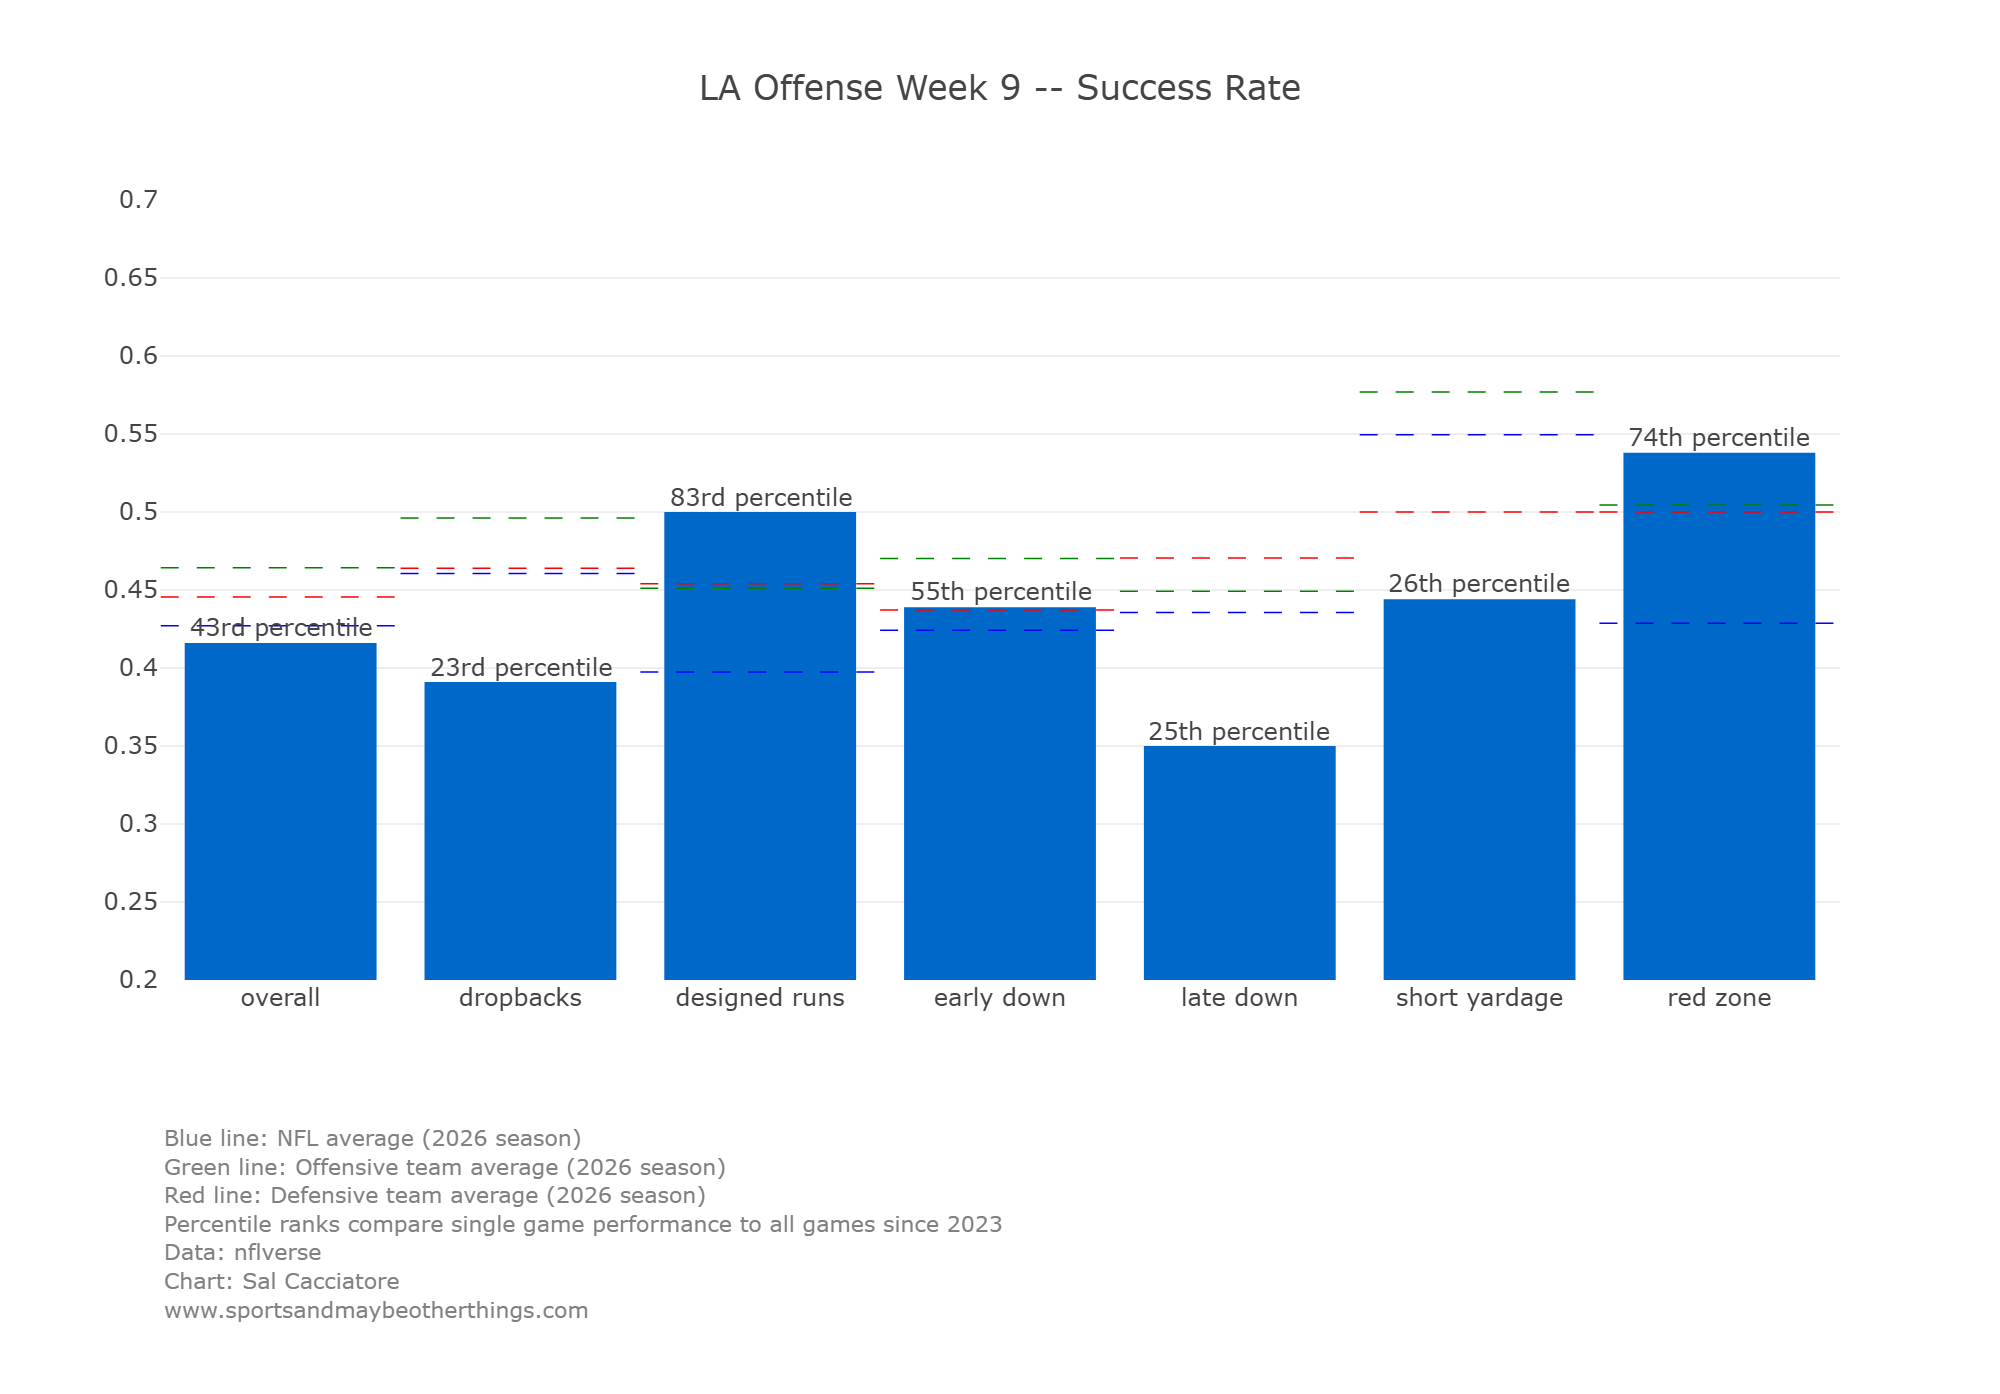 LA Offense Week 9 -- Success Rate
0.7
0.65
0.6
0.55
0.5
0.45
0.4
0.35
0.3
0.25
0.2
43rd percentile
23rd percentile
83rd percentile
55th percentile
25th percentile
26th percentile
74th percentile
overall
dropbacks
designed runs
early down
late down
short yardage
red zone
Blue line: NFL average (2026 season)
Green line: Offensive team average (2026 season)
Red line: Defensive team average (2026 season)
Percentile ranks compare single game performance to all games since 2023
Data: nflverse
Chart: Sal Cacciatore
www.sportsandmaybeotherthings.com